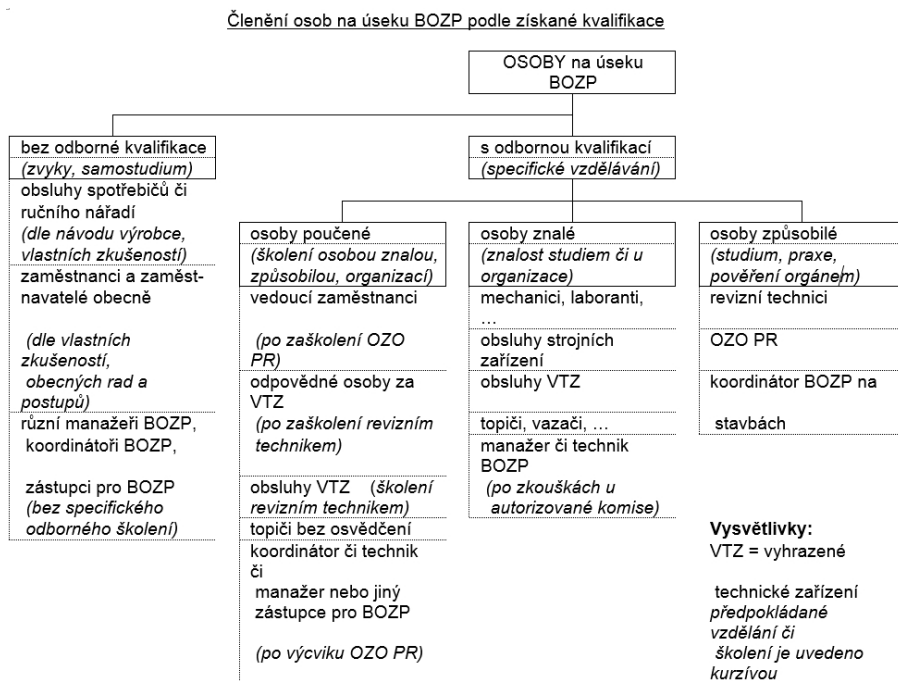 Členění osob na úseku BOZP podle získané kvalifikace
OSOBY na úseku
BOZP
bez odborné kvalifikace
(zvyky, samostudium)
obsluhy spotřebičů či
ručního nářadí
(dle návodu výrobce,
vlastních zkušeností)
zaměstnanci a zaměst-
navatelé obecně
(dle vlastních
zkušeností,
obecných rad a
postupů)
různí manažeři BOZP,
koordinátoři BOZP,
zástupci pro BOZP
(bez specifického
odborného školení)
s odbornou kvalifikací
(specifické vzdělávání)
osoby poučené
(školení osobou znalou,
způsobilou, organizací)
vedoucí zaměstnanci
(po zaškolení OZO
PR)
odpovědné osoby za
VTZ
(po zaškolení revizním
technikem)
obsluhy VTZ (školení
revizním technikem)
topiči bez osvědčení
koordinátor či technik
či
manažer nebo jiný
zástupce pro BOZP
(po výcviku OZO PR)
osoby znalé
(znalost studiem či u
organizace)
mechanici, laboranti,
…
obsluhy strojních
zařízení
obsluhy VTZ
topiči, vazači, …
manažer či technik
BOZP
(po zkouškách u
autorizované komise)
osoby způsobilé
(studium, praxe,
pověření orgánem)
revizní technici
OZO PR
koordinátor BOZP na
stavbách
Vysvětlivky:
VTZ = vyhrazené
technické zařízení
předpokládané
vzdělání či
školení je uvedeno
kurzívou